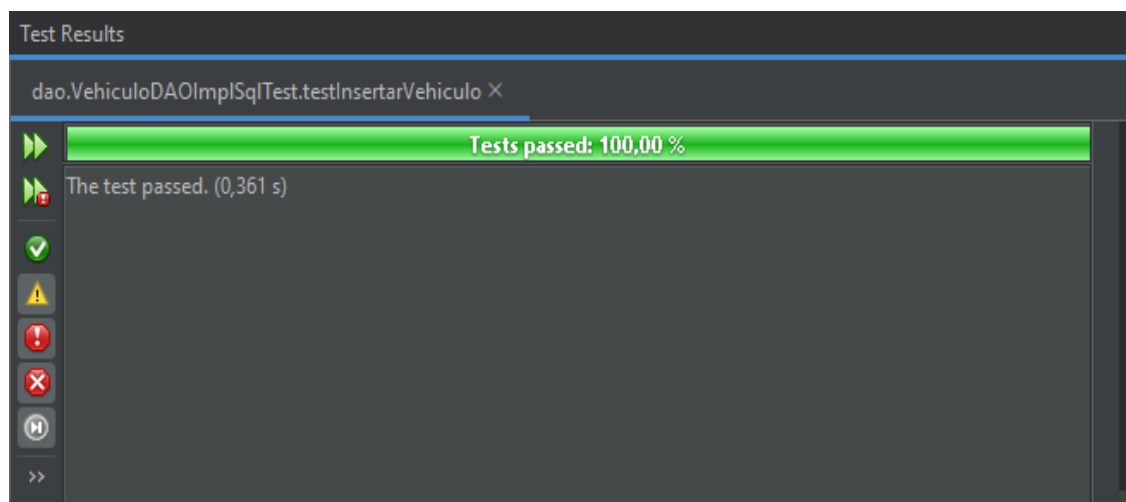 Test Results
dao.VehiculoDAOImplSqlTest.testInsertarVehiculo ×
Tests passed: 100,00 %
The test passed. (0,361 s)